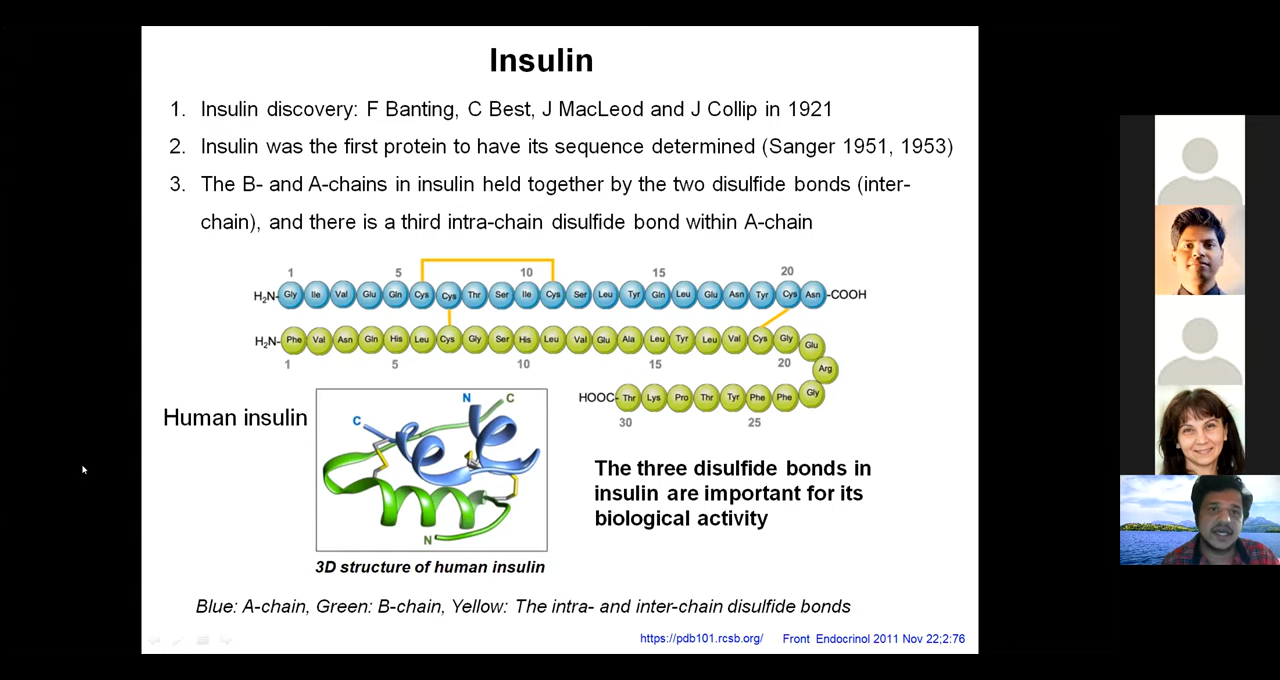 Insulin
1. Insulin discovery: F Banting, C Best, J MacLeod and J Collip in 1921
2. Insulin was the first protein to have its sequence determined (Sanger 1951, 1953)
3. The B- and A-chains in insulin held together by the two disulfide bonds (inter-
chain), and there is a third intra-chain disulfide bond within A-chain
1 5 10 15 20
H₂N- Gly Ile Val Glu Gln Cys Cys Thr Ser Ile Cys Ser Leu Tyr Gln Leu Glu Asn Tyr Cys Asn -COOH
H₂N- Phe Val Asn Gln His Leu Cys Gly Ser His Leu Val Glu Ala Leu Tyr Leu Val Cys Gly Glu
1 5 10 15 20
Arg
HOOC- Thr Lys Pro Thr Tyr Phe Phe Gly
30 25
Human insulin
N C
C
N
3D structure of human insulin
The three disulfide bonds in
insulin are important for its
biological activity
Blue: A-chain, Green: B-chain, Yellow: The intra- and inter-chain disulfide bonds
https://pdb101.rcsb.org/ Front Endocrinol 2011 Nov 22;2:76